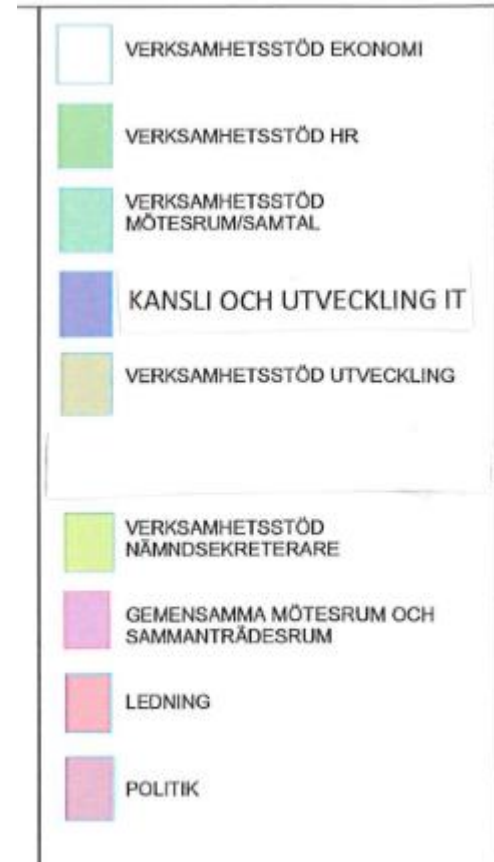 VERKSAMHETSSTÖD EKONOMI
VERKSAMHETSSTÖD HR
VERKSAMHETSSTÖD
MÖTESRUM/SAMTAL
KANSLI OCH UTVECKLING IT
VERKSAMHETSSTÖD UTVECKLING
VERKSAMHETSSTÖD
NÄMNDSEKRETERARE
GEMENSAMMA MÖTESRUM OCH
SAMMANTRÄDESRUM
LEDNING
POLITIK